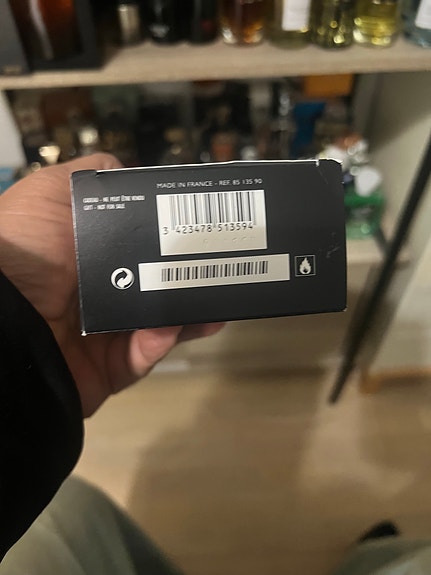 MADE IN FRANCE - REF. 85 135 90
CADEAU - NE PEUT ÊTRE VENDU
GIFT - NOT FOR SALE
3 423478 513594